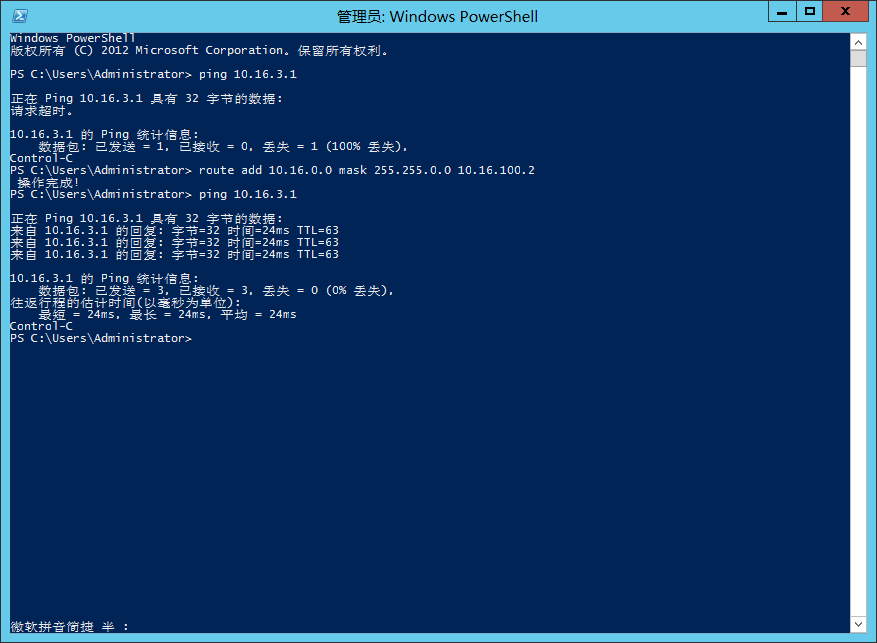 管理员: Windows PowerShell
Windows PowerShell
版权所有 (C) 2012 Microsoft Corporation。保留所有权利。
PS C:\Users\Administrator> ping 10.16.3.1
正在 Ping 10.16.3.1 具有 32 字节的数据:
请求超时。
10.16.3.1 的 Ping 统计信息:
数据包: 已发送 = 1，已接收 = 0，丢失 = 1 (100% 丢失)，
Control-C
PS C:\Users\Administrator> route add 10.16.0.0 mask 255.255.0.0 10.16.100.2
操作完成!
PS C:\Users\Administrator> ping 10.16.3.1
正在 Ping 10.16.3.1 具有 32 字节的数据:
来自 10.16.3.1 的回复: 字节=32 时间=24ms TTL=63
来自 10.16.3.1 的回复: 字节=32 时间=24ms TTL=63
来自 10.16.3.1 的回复: 字节=32 时间=24ms TTL=63
10.16.3.1 的 Ping 统计信息:
数据包: 已发送 = 3，已接收 = 3，丢失 = 0 (0% 丢失)，
往返行程的估计时间(以毫秒为单位):
最短 = 24ms，最长 = 24ms，平均 = 24ms
Control-C
PS C:\Users\Administrator>
微软拼音简捷 半 :